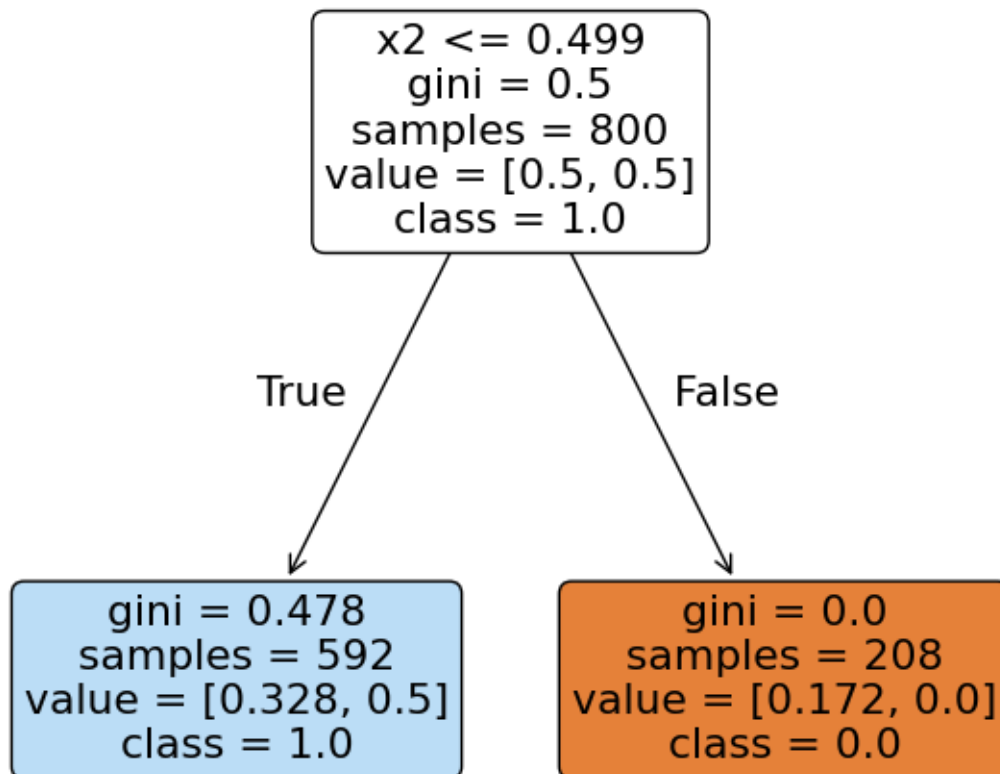 x2 <= 0.499
gini = 0.5
samples = 800
value = [0.5, 0.5]
class = 1.0
True
False
gini = 0.478
samples = 592
value = [0.328, 0.5]
class = 1.0
gini = 0.0
samples = 208
value = [0.172, 0.0]
class = 0.0